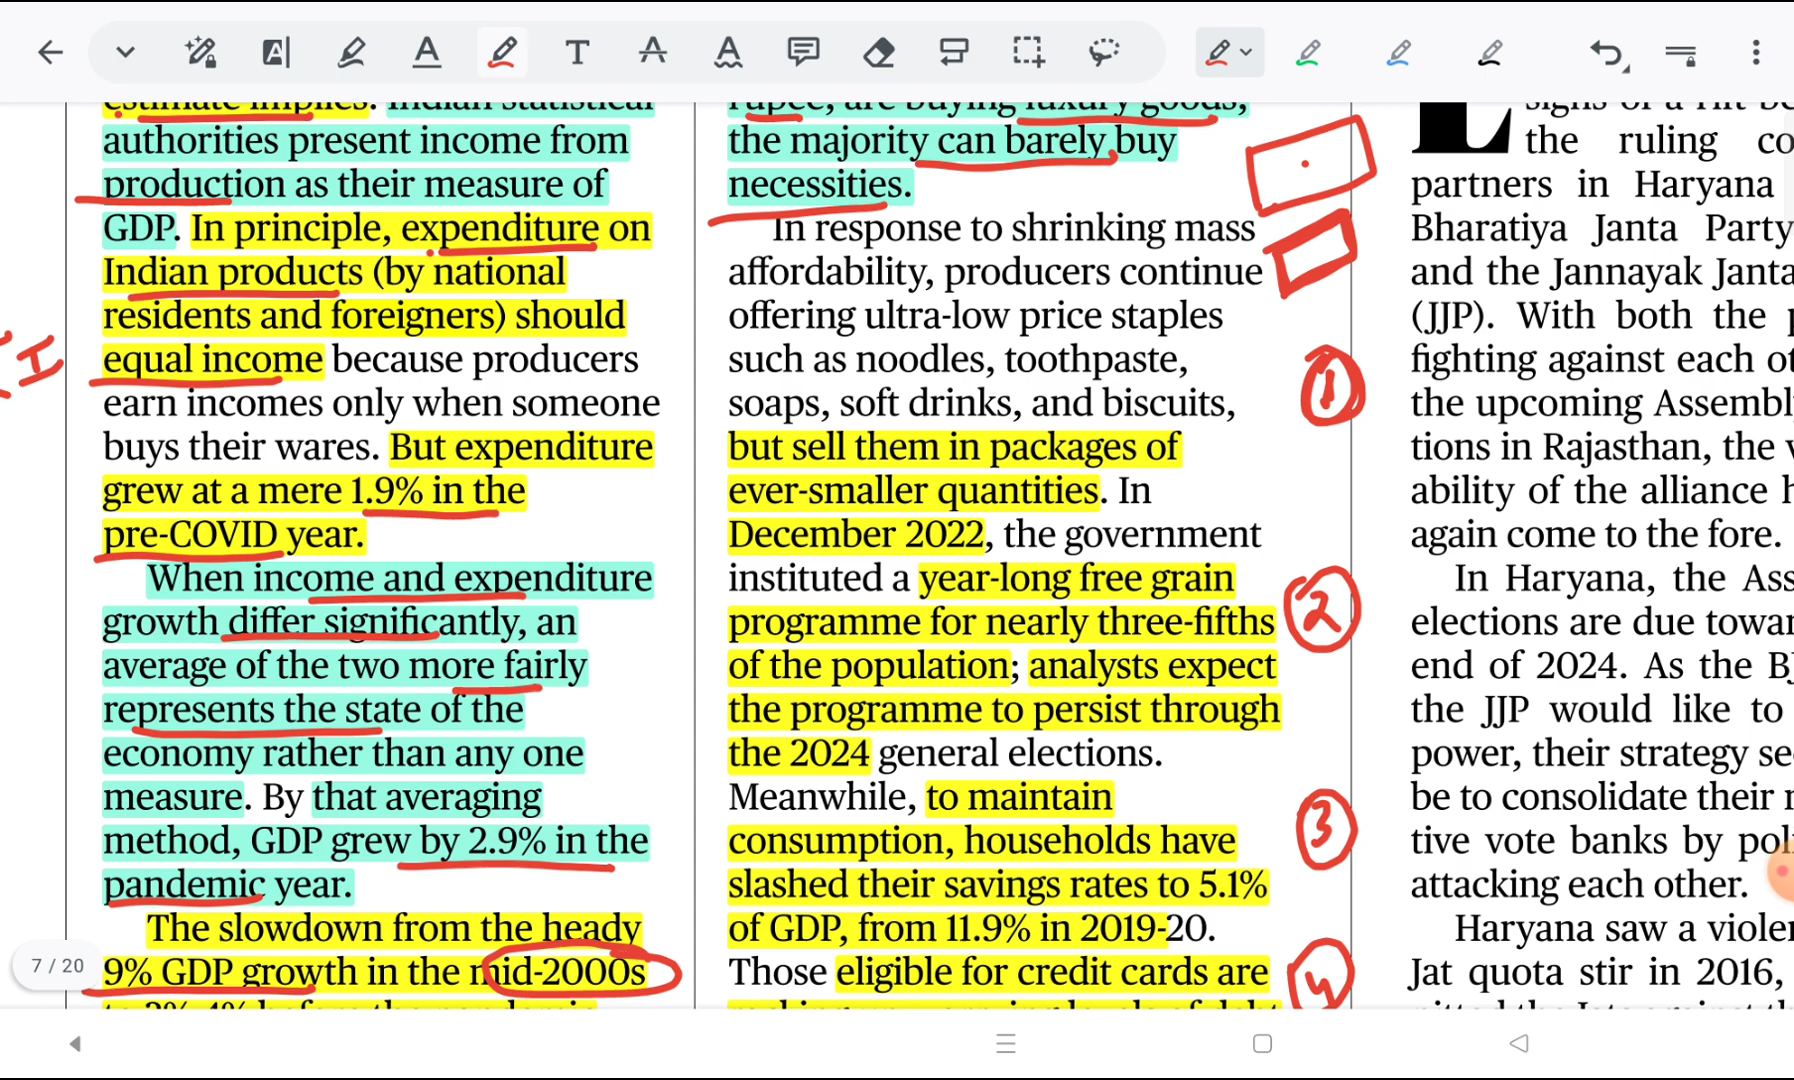 estimate implies. Indian statistical
authorities present income from
production as their measure of
GDP. In principle, expenditure on
Indian products (by national
residents and foreigners) should
equal income because producers
earn incomes only when someone
buys their wares. But expenditure
grew at a mere 1.9% in the
pre-COVID year.
When income and expenditure
growth differ significantly, an
average of the two more fairly
represents the state of the
economy rather than any one
measure. By that averaging
method, GDP grew by 2.9% in the
pandemic year.
The slowdown from the heady
9% GDP growth in the mid-2000s
7 / 20
rupee, are buying luxury goods,
the majority can barely buy
necessities.
In response to shrinking mass
affordability, producers continue
offering ultra-low price staples
such as noodles, toothpaste,
soaps, soft drinks, and biscuits,
but sell them in packages of
ever-smaller quantities. In
December 2022, the government
instituted a year-long free grain
programme for nearly three-fifths
of the population; analysts expect
the programme to persist through
the 2024 general elections.
Meanwhile, to maintain
consumption, households have
slashed their savings rates to 5.1%
of GDP, from 11.9% in 2019-20.
Those eligible for credit cards are
1
2
3
4
the ruling co
partners in Haryana
Bharatiya Janta Party
and the Jannayak Janta
(JJP). With both the p
fighting against each ot
the upcoming Assembl
tions in Rajasthan, the v
ability of the alliance h
again come to the fore.
In Haryana, the Ass
elections are due towar
end of 2024. As the BJ
the JJP would like to
power, their strategy se
be to consolidate their
tive vote banks by pol
attacking each other.
Haryana saw a violen
Jat quota stir in 2016,